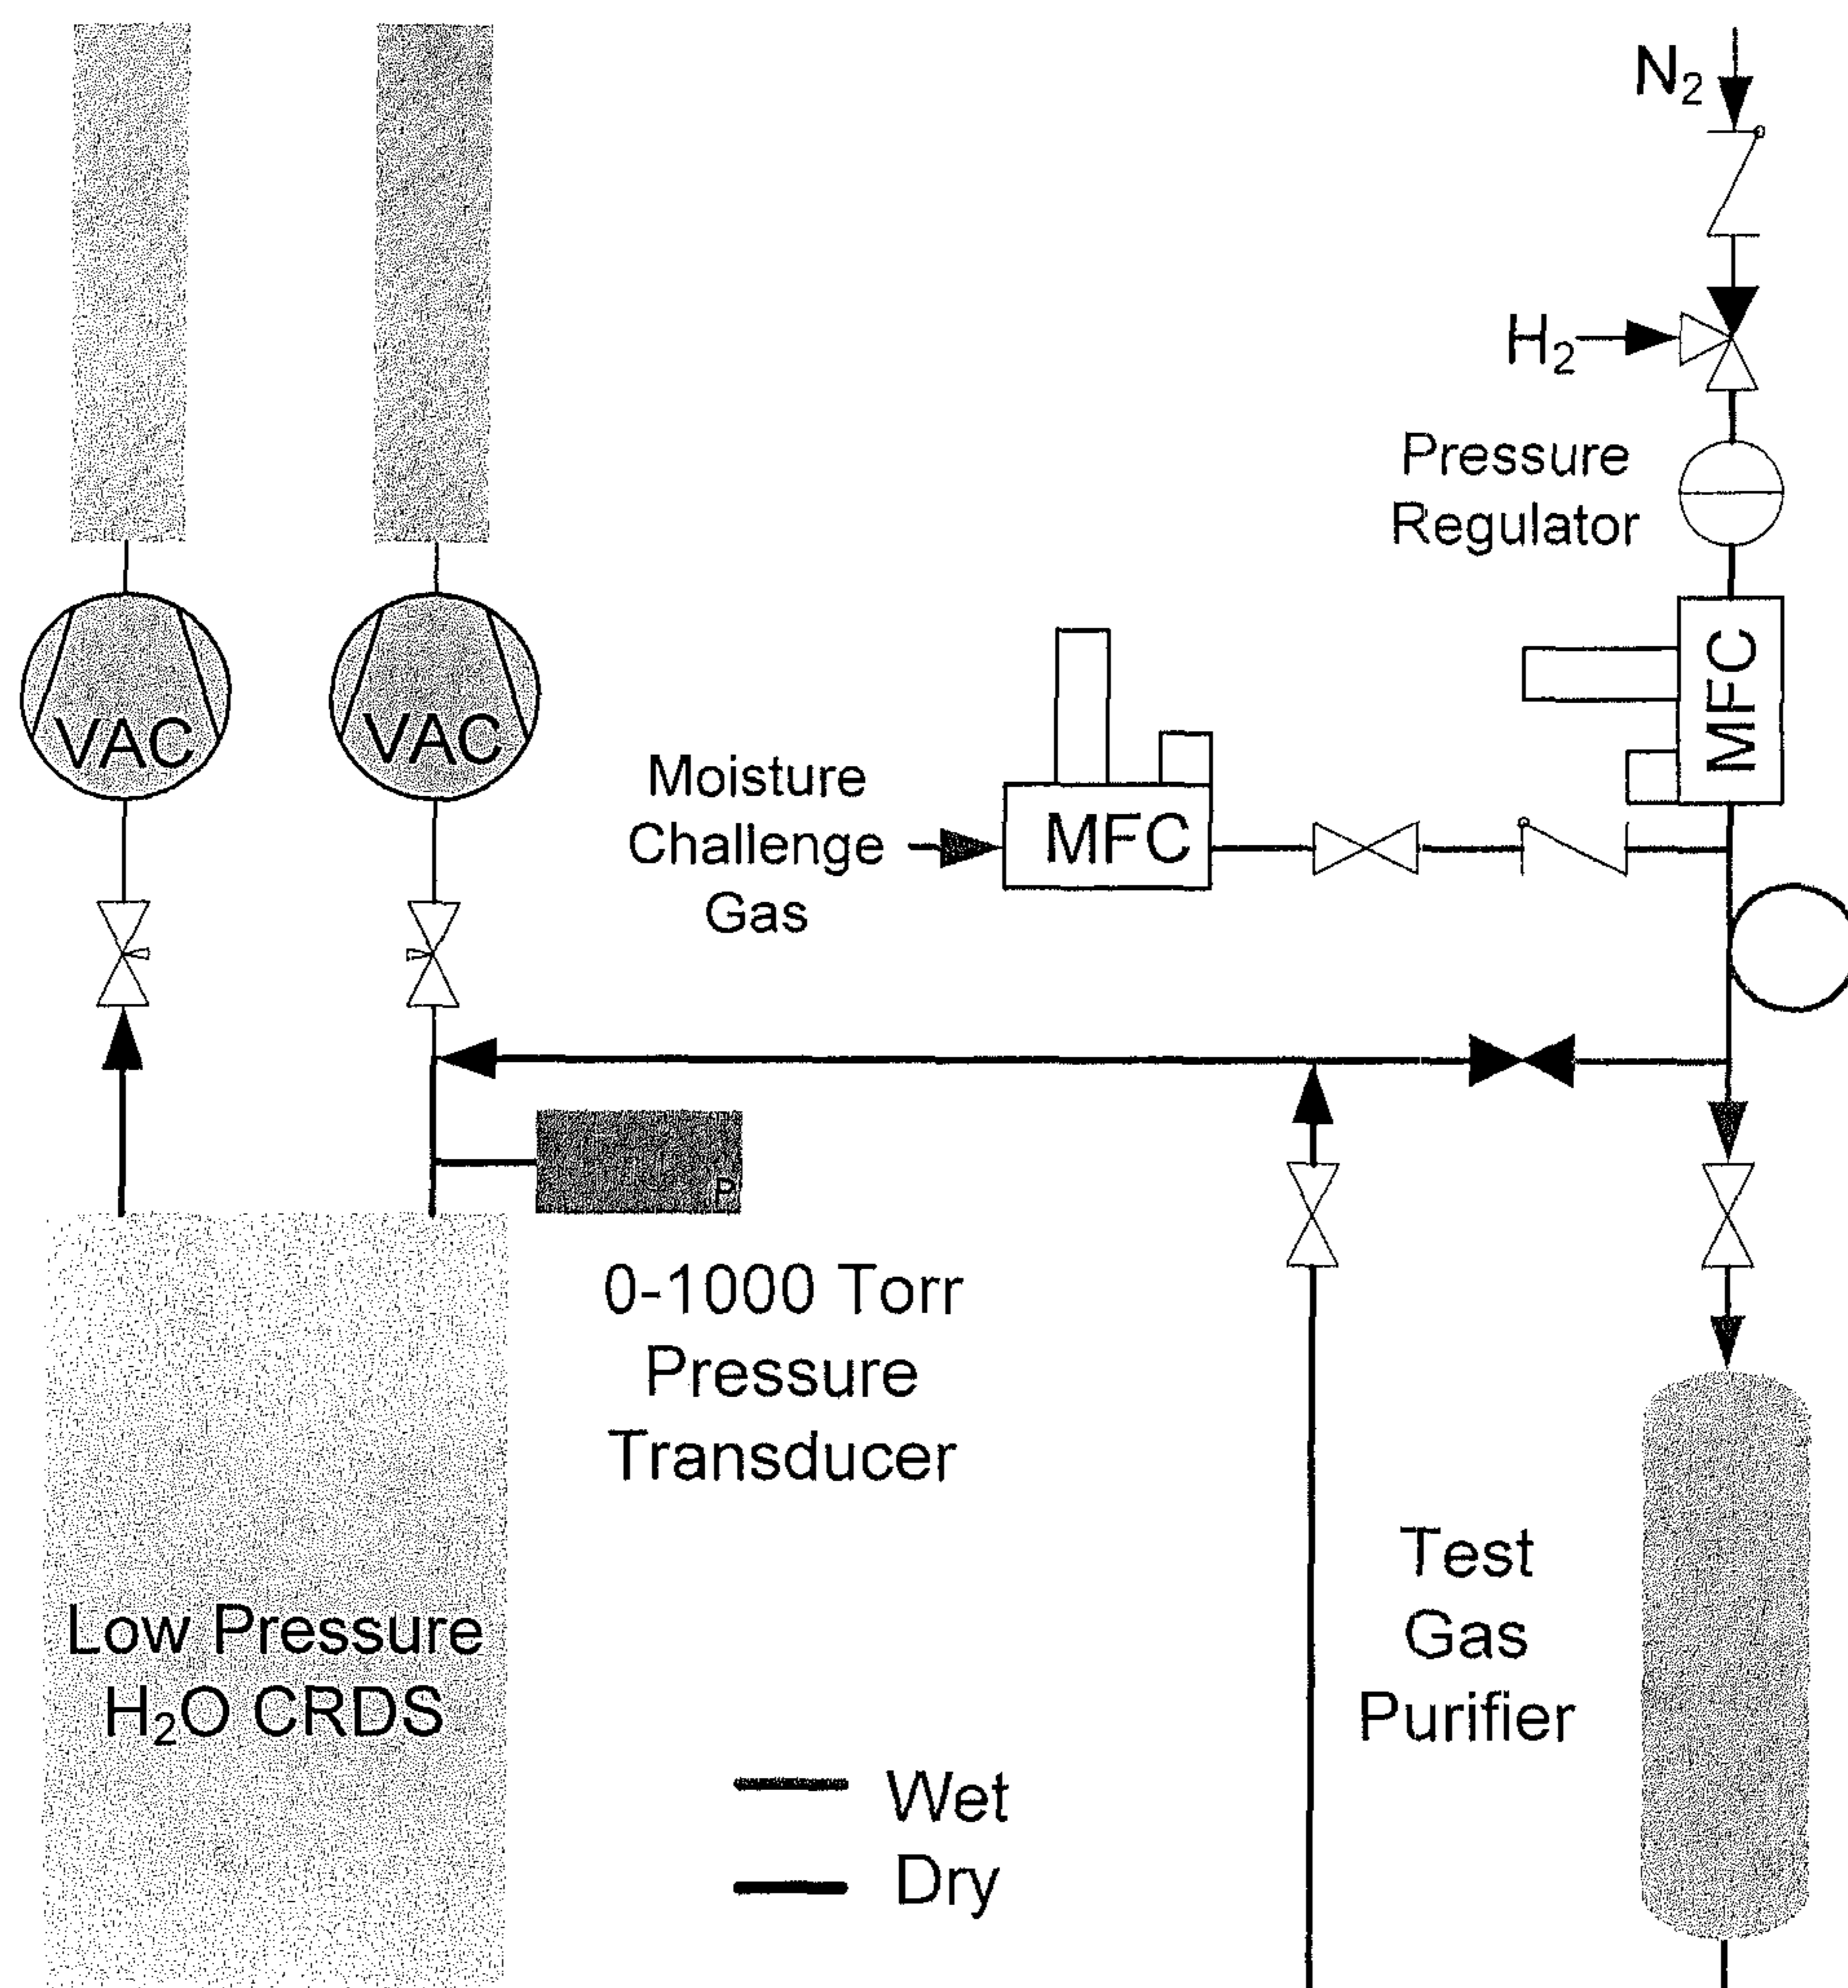 N₂
H₂
Pressure
Regulator
MFC
VAC
VAC
Moisture
Challenge
Gas
MFC
P
0-1000 Torr
Pressure
Transducer
Test
Gas
Purifier
Low Pressure
H₂O CRDS
Wet
Dry